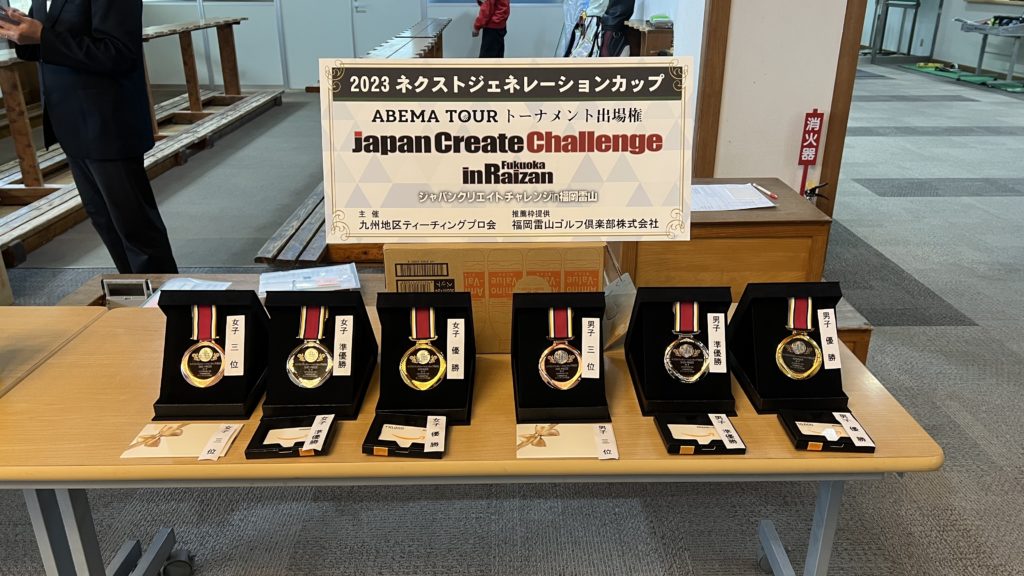 2023 ネクストジェネレーションカップ
ABEMA TOUR トーナメント出場権
japan Create Challenge
in Fukuoka Raizan
ジャパンクリエイトチャレンジin福岡雷山
主催 推薦枠提供
九州地区ティーチングプロ会 福岡雷山ゴルフ倶楽部株式会社
消火器
女子 三位
女子 準優勝
女子 優勝
男子 三位
男子 準優勝
男子 優勝
女子 三位
女子 準優勝
女子 優勝
男子 三位
男子 優勝